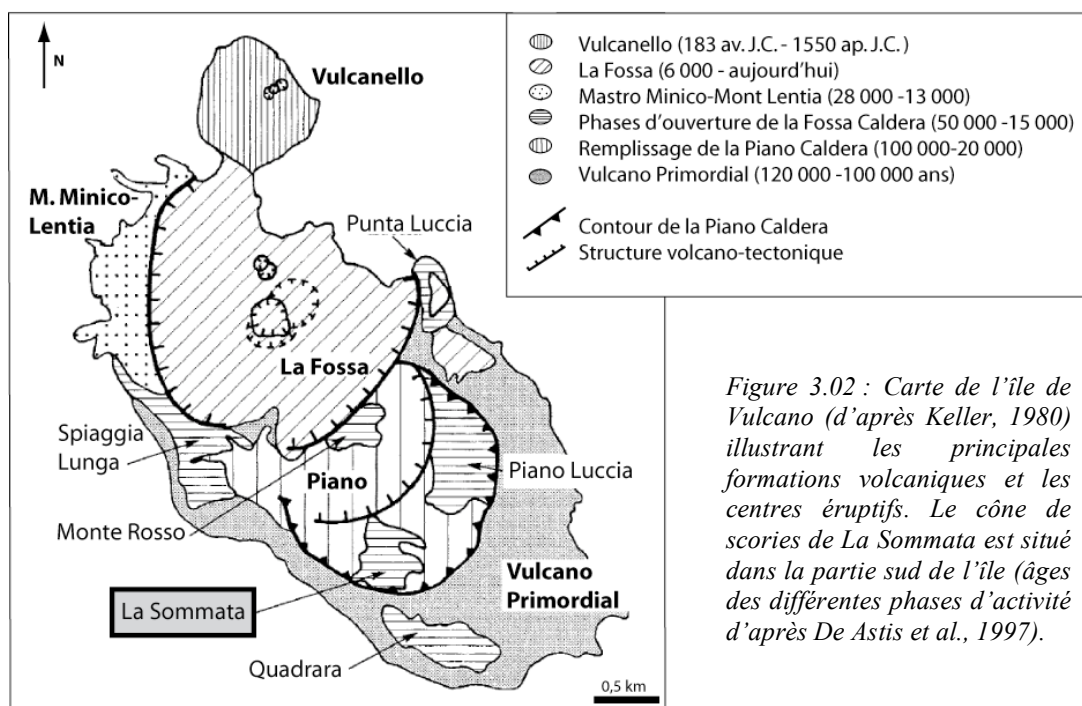 N
Vulcanello
M. Minico-
Lentia
Punta Luccia
La Fossa
Spiaggia
Lunga
Piano
Piano Luccia
Monte Rosso
Vulcano
Primordial
La Sommata
Quadrara
0,5 km
Vulcanello (183 av. J.C. - 1550 ap. J.C.)
La Fossa (6 000 - aujourd'hui)
Mastro Minico-Mont Lentia (28 000 -13 000)
Phases d'ouverture de la Fossa Caldera (50 000 -15 000)
Remplissage de la Piano Caldera (100 000-20 000)
Vulcano Primordial (120 000 -100 000 ans)
Contour de la Piano Caldera
Structure volcano-tectonique
Figure 3.02 : Carte de l'île de
Vulcano (d'après Keller, 1980)
illustrant les principales
formations volcaniques et les
centres éruptifs. Le cône de
scories de La Sommata est situé
dans la partie sud de l'île (âges
des différentes phases d'activité
d'après De Astis et al., 1997).